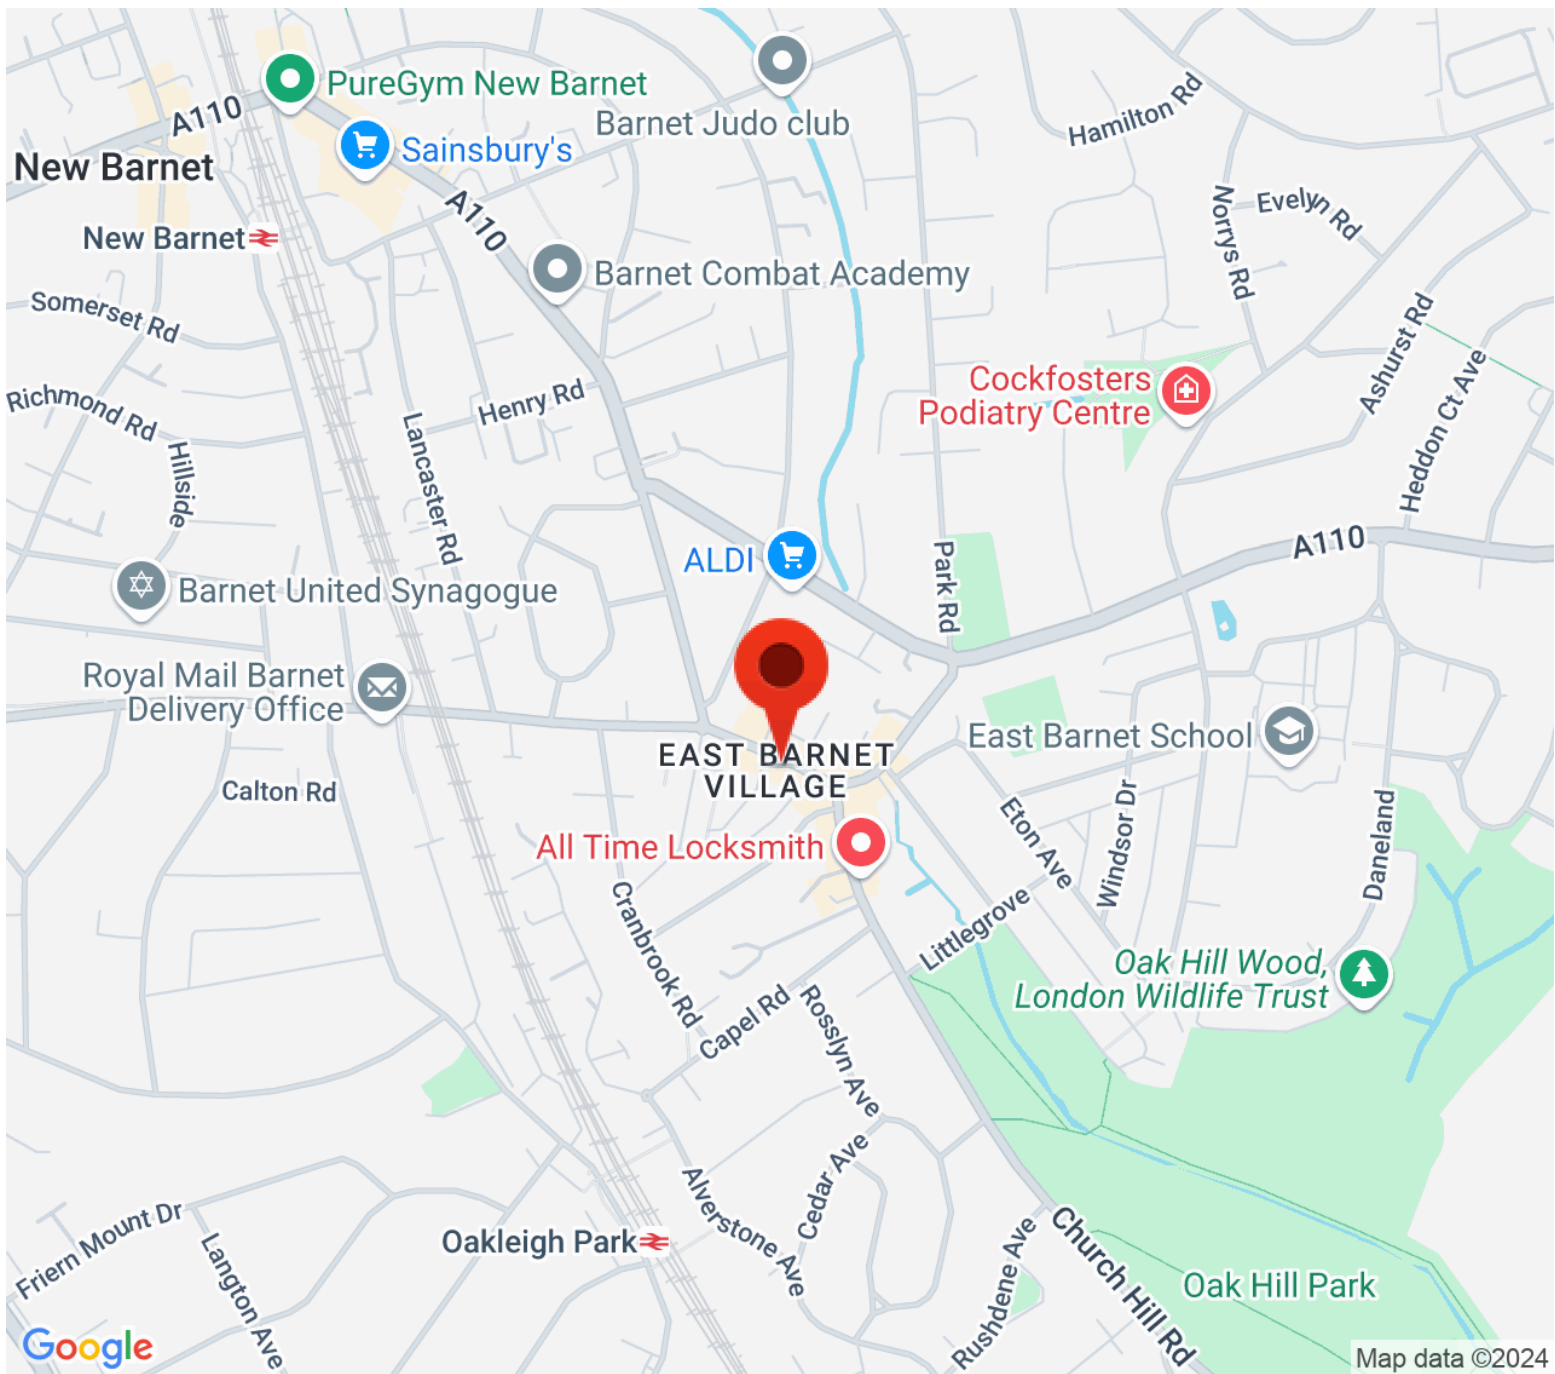 PureGym New Barnet
A110
Barnet Judo club
Hamilton Rd
Sainsbury's
New Barnet
A110
Evelyn Rd
Norrys Rd
New Barnet
Barnet Combat Academy
Somerset Rd
Ashurst Rd
Cockfosters
Podiatry Centre
Heddon Ct Ave
Henry Rd
Richmond Rd
Hillside
Lancaster Rd
A110
ALDI
Park Rd
Barnet United Synagogue
Royal Mail Barnet
Delivery Office
East Barnet School
EAST BARNET
VILLAGE
Calton Rd
Eton Ave
Windsor Dr
Daneland
All Time Locksmith
Cranbrook Rd
Littlegrove
Oak Hill Wood,
London Wildlife Trust
Capel Rd
Rosslyn Ave
Cedar Ave
Alverstone Ave
Friern Mount Dr
Langton Ave
Oakleigh Park
Rushdene Ave
Church Hill Rd
Oak Hill Park
Google
Map data ©2024